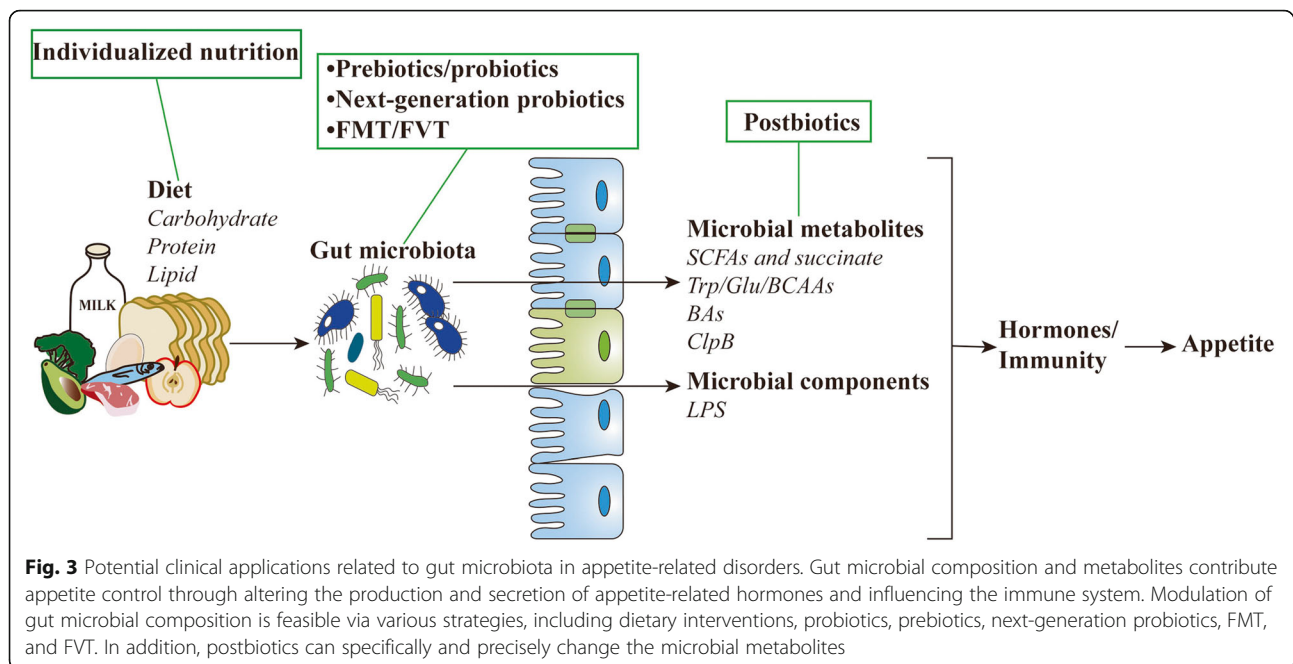 Individualized nutrition
•Prebiotics/probiotics
•Next-generation probiotics
•FMT/FVT
Postbiotics
Diet
Carbohydrate
Protein
Lipid
MILK
Gut microbiota
Microbial metabolites
SCFAs and succinate
Trp/Glu/BCAAs
BAs
ClpB
Microbial components
LPS
Hormones/
Immunity
Appetite
Fig. 3 Potential clinical applications related to gut microbiota in appetite-related disorders. Gut microbial composition and metabolites contribute
appetite control through altering the production and secretion of appetite-related hormones and influencing the immune system. Modulation of
gut microbial composition is feasible via various strategies, including dietary interventions, probiotics, prebiotics, next-generation probiotics, FMT,
and FVT. In addition, postbiotics can specifically and precisely change the microbial metabolites